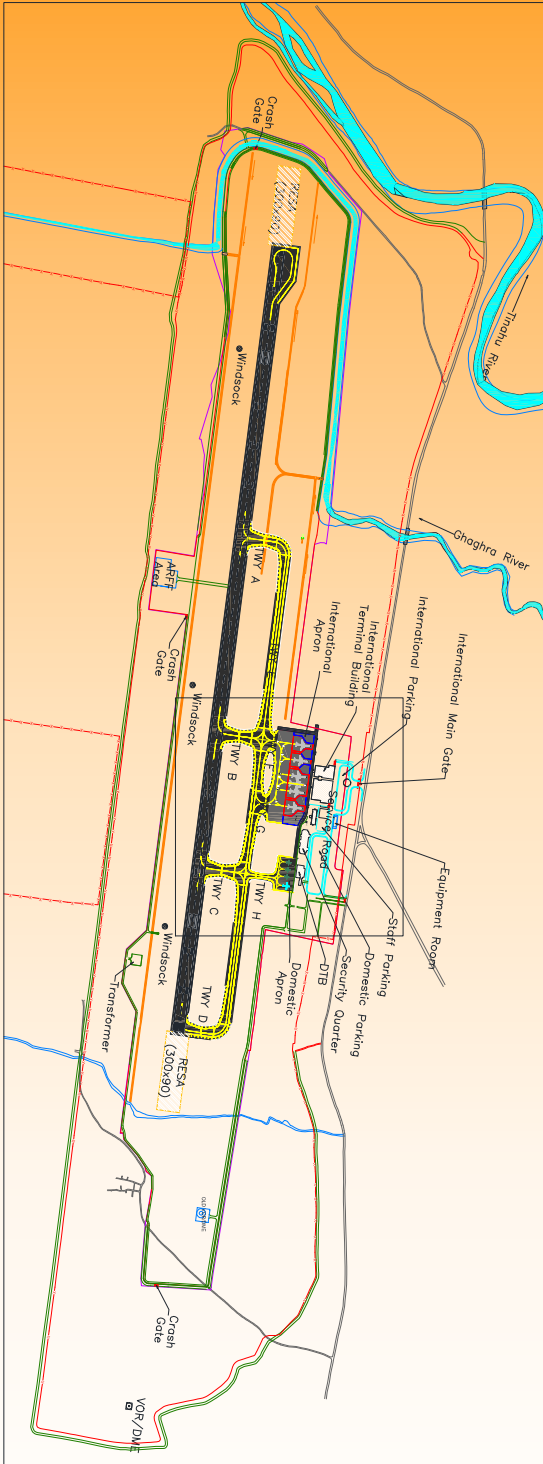 Crash
Gate
RESA
(300x90)
Tinahu River
Windsock
Ghaghra River
TWY A
ARFF
Area
Crash
Gate
International Main Gate
International Parking
International
Terminal Building
International
Apron
Windsock
TWY B
F
G
Service Road
Equipment Room
Staff Parking
Domestic Parking
Security Quarter
DTB
Domestic
Apron
TWY H
TWY C
Windsock
Transformer
TWY D
RESA
(300x90)
Crash
Gate
VOR/DME